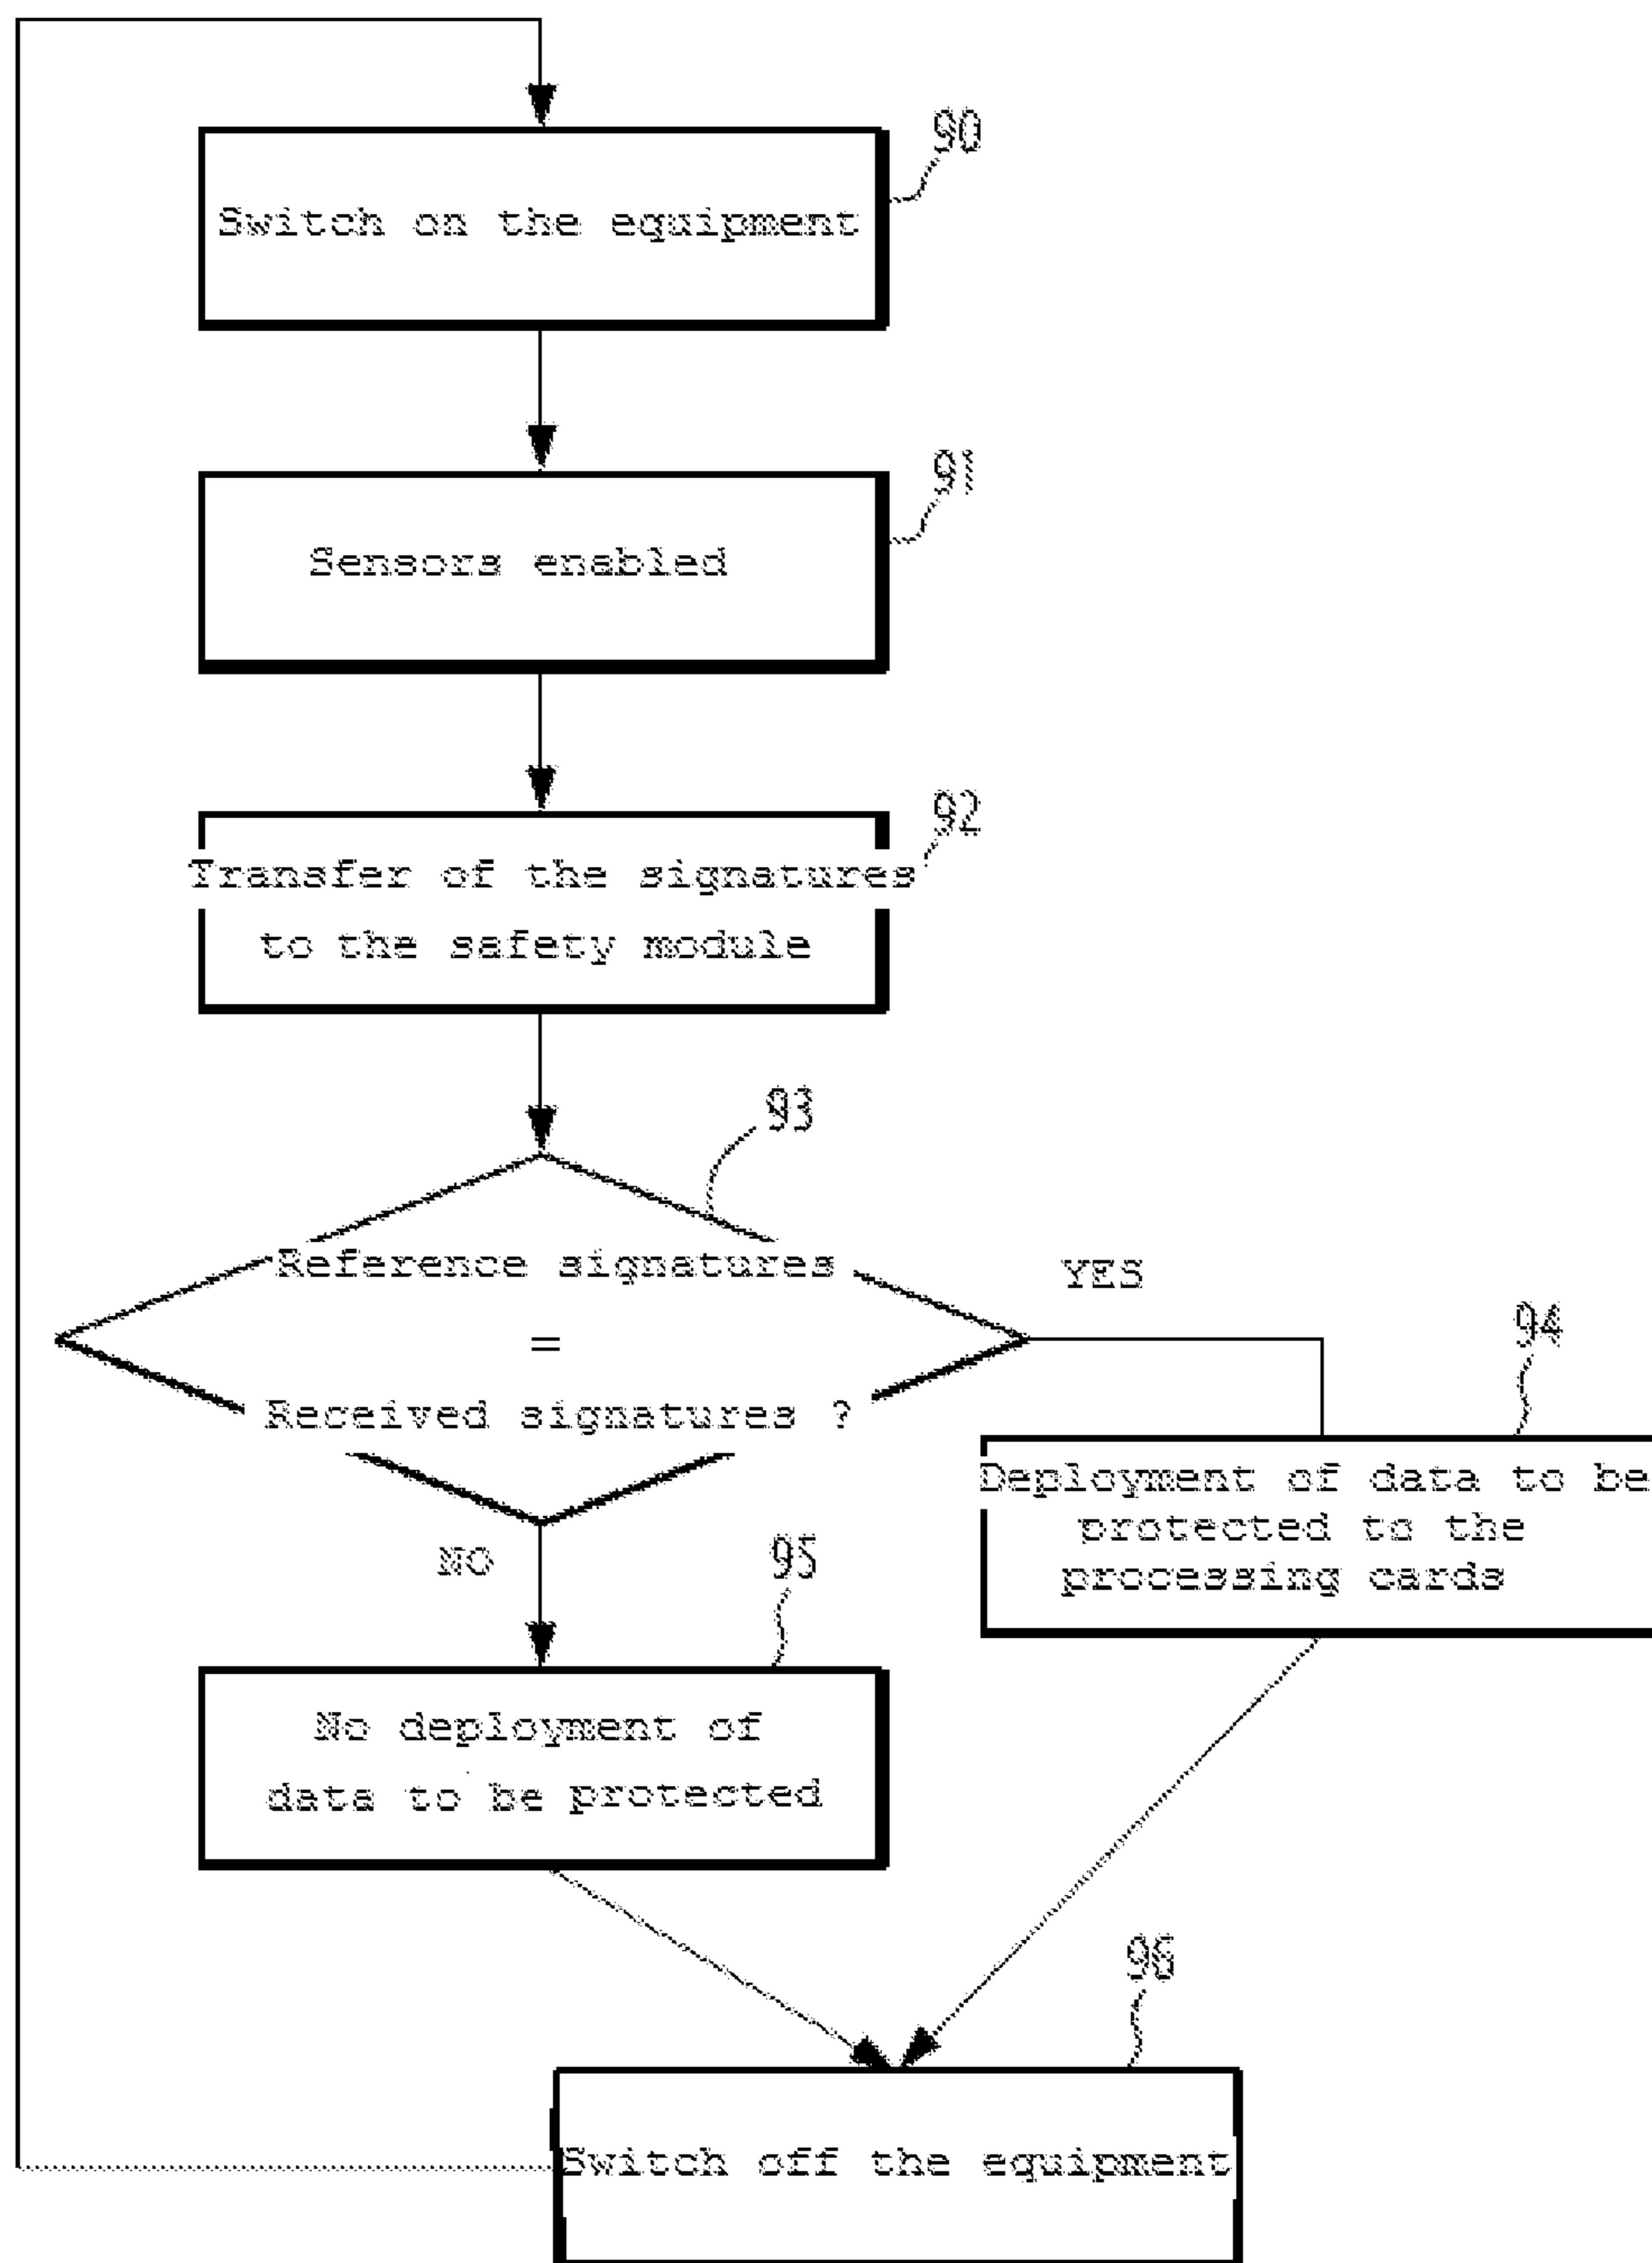 90
Switch on the equipment
91
Sensors enabled
92
Transfer of the signatures
to the safety module
93
Reference signatures
=
Received signatures ?
YES
94
Deployment of data to be
protected to the
processing cards
NO
95
No deployment of
data to be protected
96
Switch off the equipment